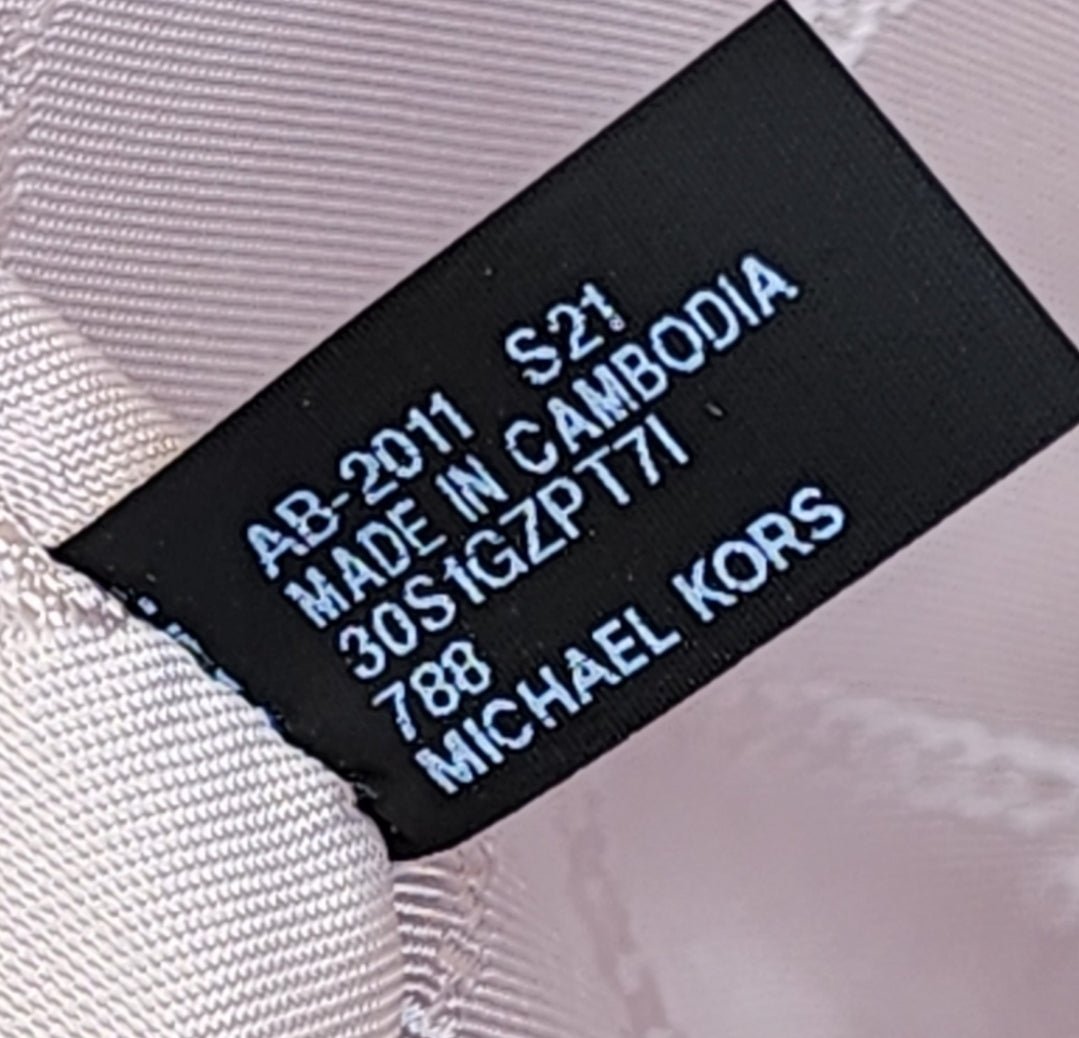 AB-2011 S21
MADE IN CAMBODIA
30S1GZPT7I
788
MICHAEL KORS